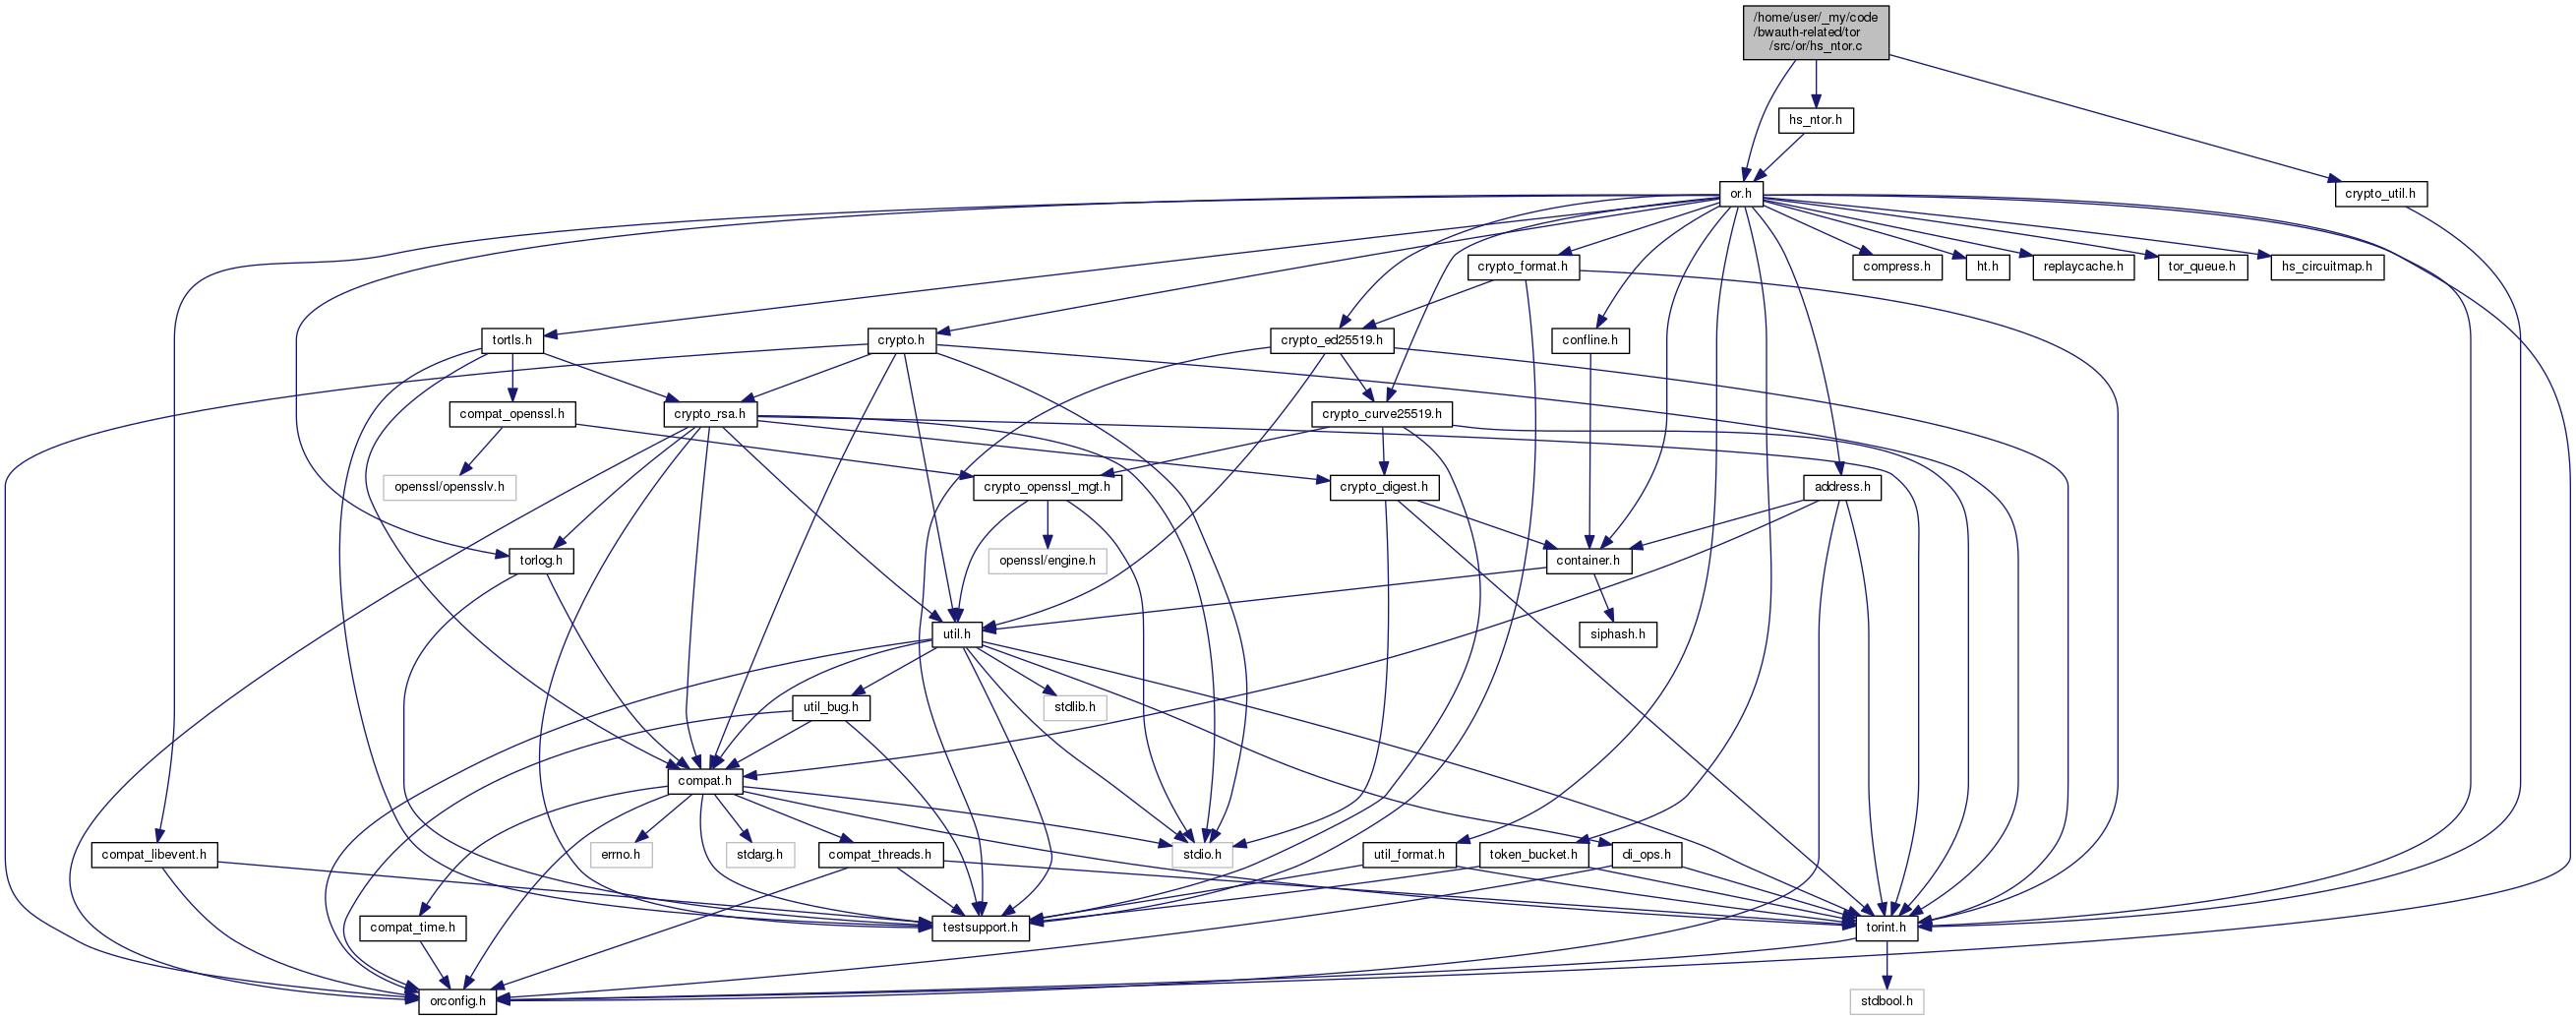 /home/user/_my/code
/bwauth-related/tor
/src/or/hs_ntor.c
hs_ntor.h
or.h
crypto_util.h
crypto_format.h
compress.h
ht.h
replaycache.h
tor_queue.h
hs_circuitmap.h
tortls.h
crypto.h
crypto_ed25519.h
confline.h
compat_openssl.h
crypto_rsa.h
crypto_curve25519.h
openssl/opensslv.h
crypto_openssl_mgt.h
crypto_digest.h
address.h
torlog.h
openssl/engine.h
container.h
util.h
siphash.h
util_bug.h
stdlib.h
compat.h
compat_libevent.h
errno.h
stdarg.h
compat_threads.h
stdio.h
util_format.h
token_bucket.h
di_ops.h
compat_time.h
testsupport.h
torint.h
orconfig.h
stdbool.h